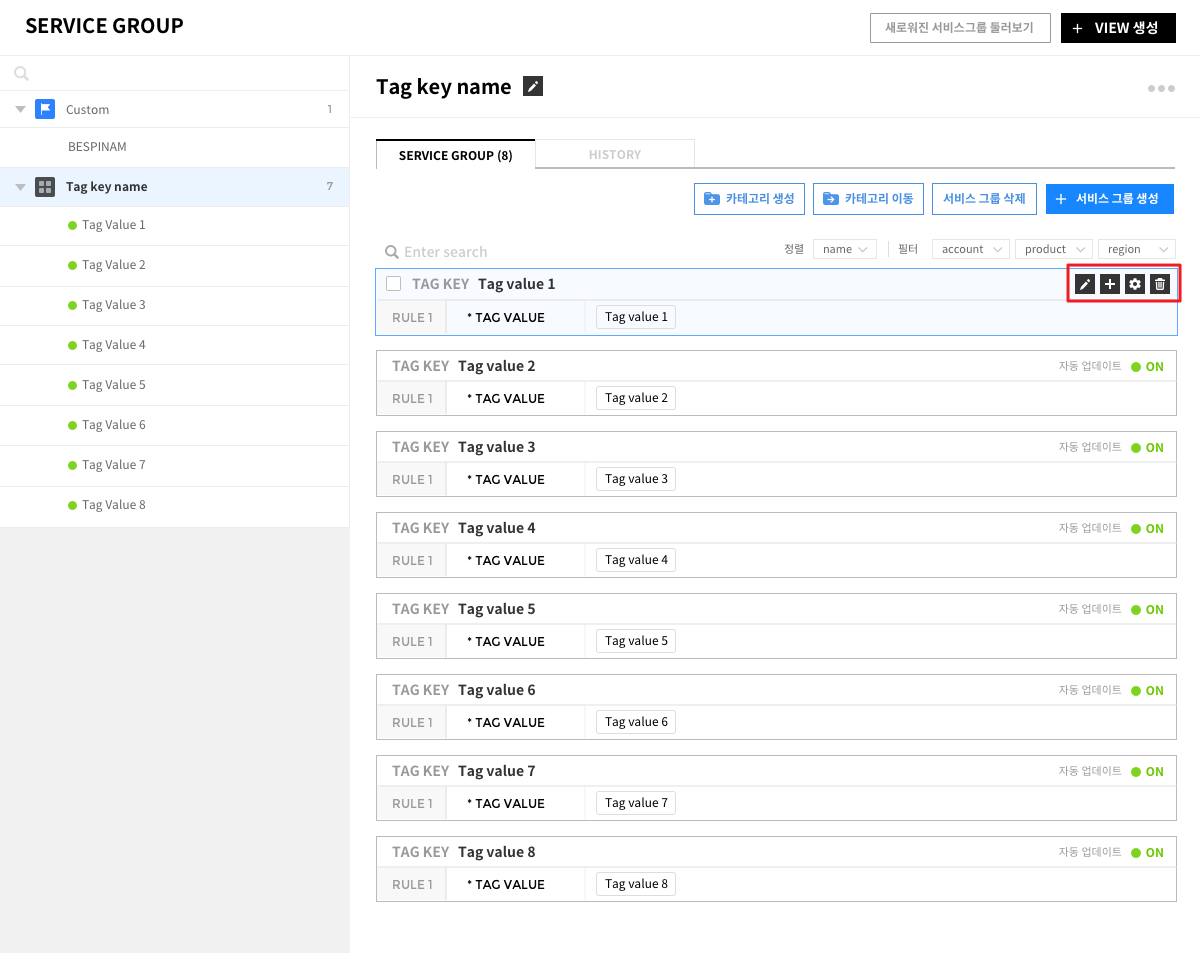 SERVICE GROUP
새로워진 서비스그룹 둘러보기
+ VIEW 생성
Custom 1
BESPINAM
Tag key name 7
Tag Value 1
Tag Value 2
Tag Value 3
Tag Value 4
Tag Value 5
Tag Value 6
Tag Value 7
Tag Value 8
Tag key name
SERVICE GROUP (8)
HISTORY
카테고리 생성
카테고리 이동
서비스 그룹 삭제
+ 서비스 그룹 생성
Enter search
정렬 name
필터 account product region
TAG KEY Tag value 1
RULE 1 * TAG VALUE Tag value 1
TAG KEY Tag value 2 자동 업데이트 ON
RULE 1 * TAG VALUE Tag value 2
TAG KEY Tag value 3 자동 업데이트 ON
RULE 1 * TAG VALUE Tag value 3
TAG KEY Tag value 4 자동 업데이트 ON
RULE 1 * TAG VALUE Tag value 4
TAG KEY Tag value 5 자동 업데이트 ON
RULE 1 * TAG VALUE Tag value 5
TAG KEY Tag value 6 자동 업데이트 ON
RULE 1 * TAG VALUE Tag value 6
TAG KEY Tag value 7 자동 업데이트 ON
RULE 1 * TAG VALUE Tag value 7
TAG KEY Tag value 8 자동 업데이트 ON
RULE 1 * TAG VALUE Tag value 8